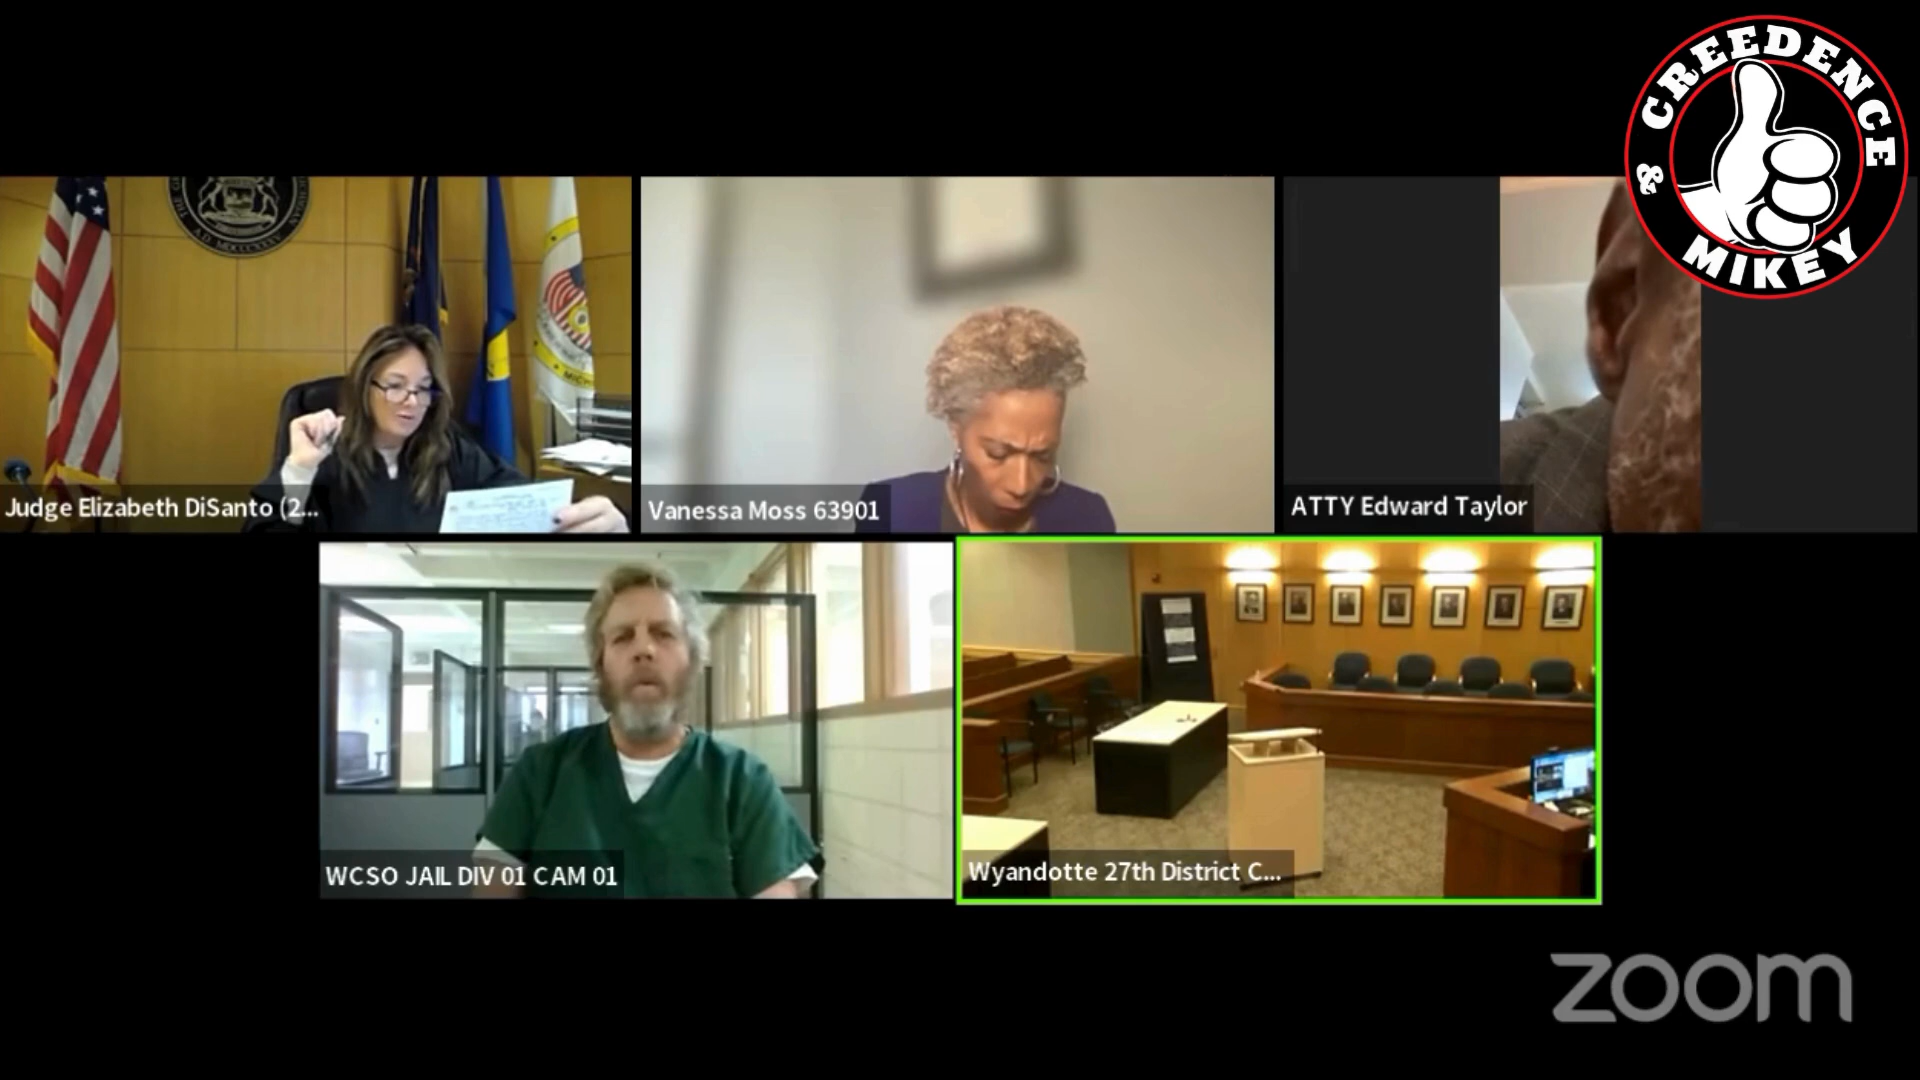 CREEDENCE
& MIKEY
A.D. MDCCCXXXV
Judge Elizabeth DiSanto (2...
Vanessa Moss 63901
ATTY Edward Taylor
WCSO JAIL DIV 01 CAM 01
Wyandotte 27th District C...
zoom